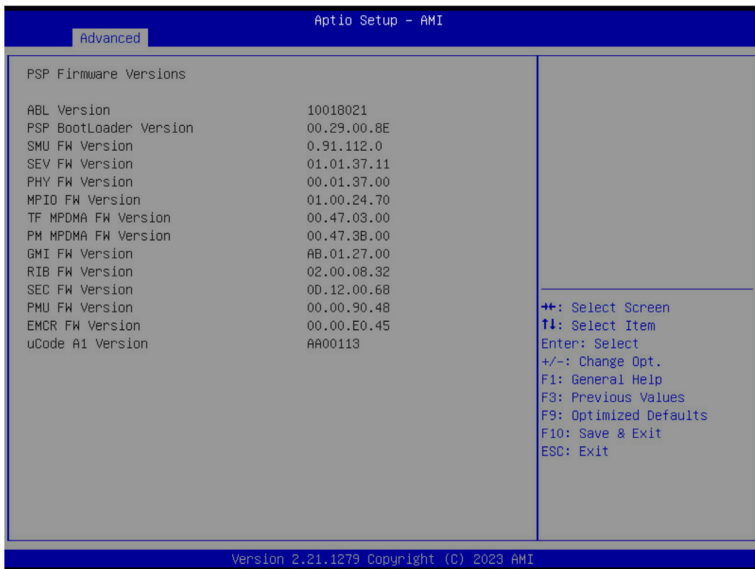 Aptio Setup – AMI
Advanced
PSP Firmware Versions
ABL Version 10018021
PSP BootLoader Version 00.29.00.8E
SMU FW Version 0.91.112.0
SEV FW Version 01.01.37.11
PHY FW Version 00.01.37.00
MPIO FW Version 01.00.24.70
TF MPDMA FW Version 00.47.03.00
PM MPDMA FW Version 00.47.3B.00
GMI FW Version AB.01.27.00
RIB FW Version 02.00.08.32
SEC FW Version 0D.12.00.68
PMU FW Version 00.00.90.48
EMCR FW Version 00.00.E0.45
uCode A1 Version AA00113
→←: Select Screen
↑↓: Select Item
Enter: Select
+/-: Change Opt.
F1: General Help
F3: Previous Values
F9: Optimized Defaults
F10: Save & Exit
ESC: Exit
Version 2.21.1279 Copyright (C) 2023 AMI